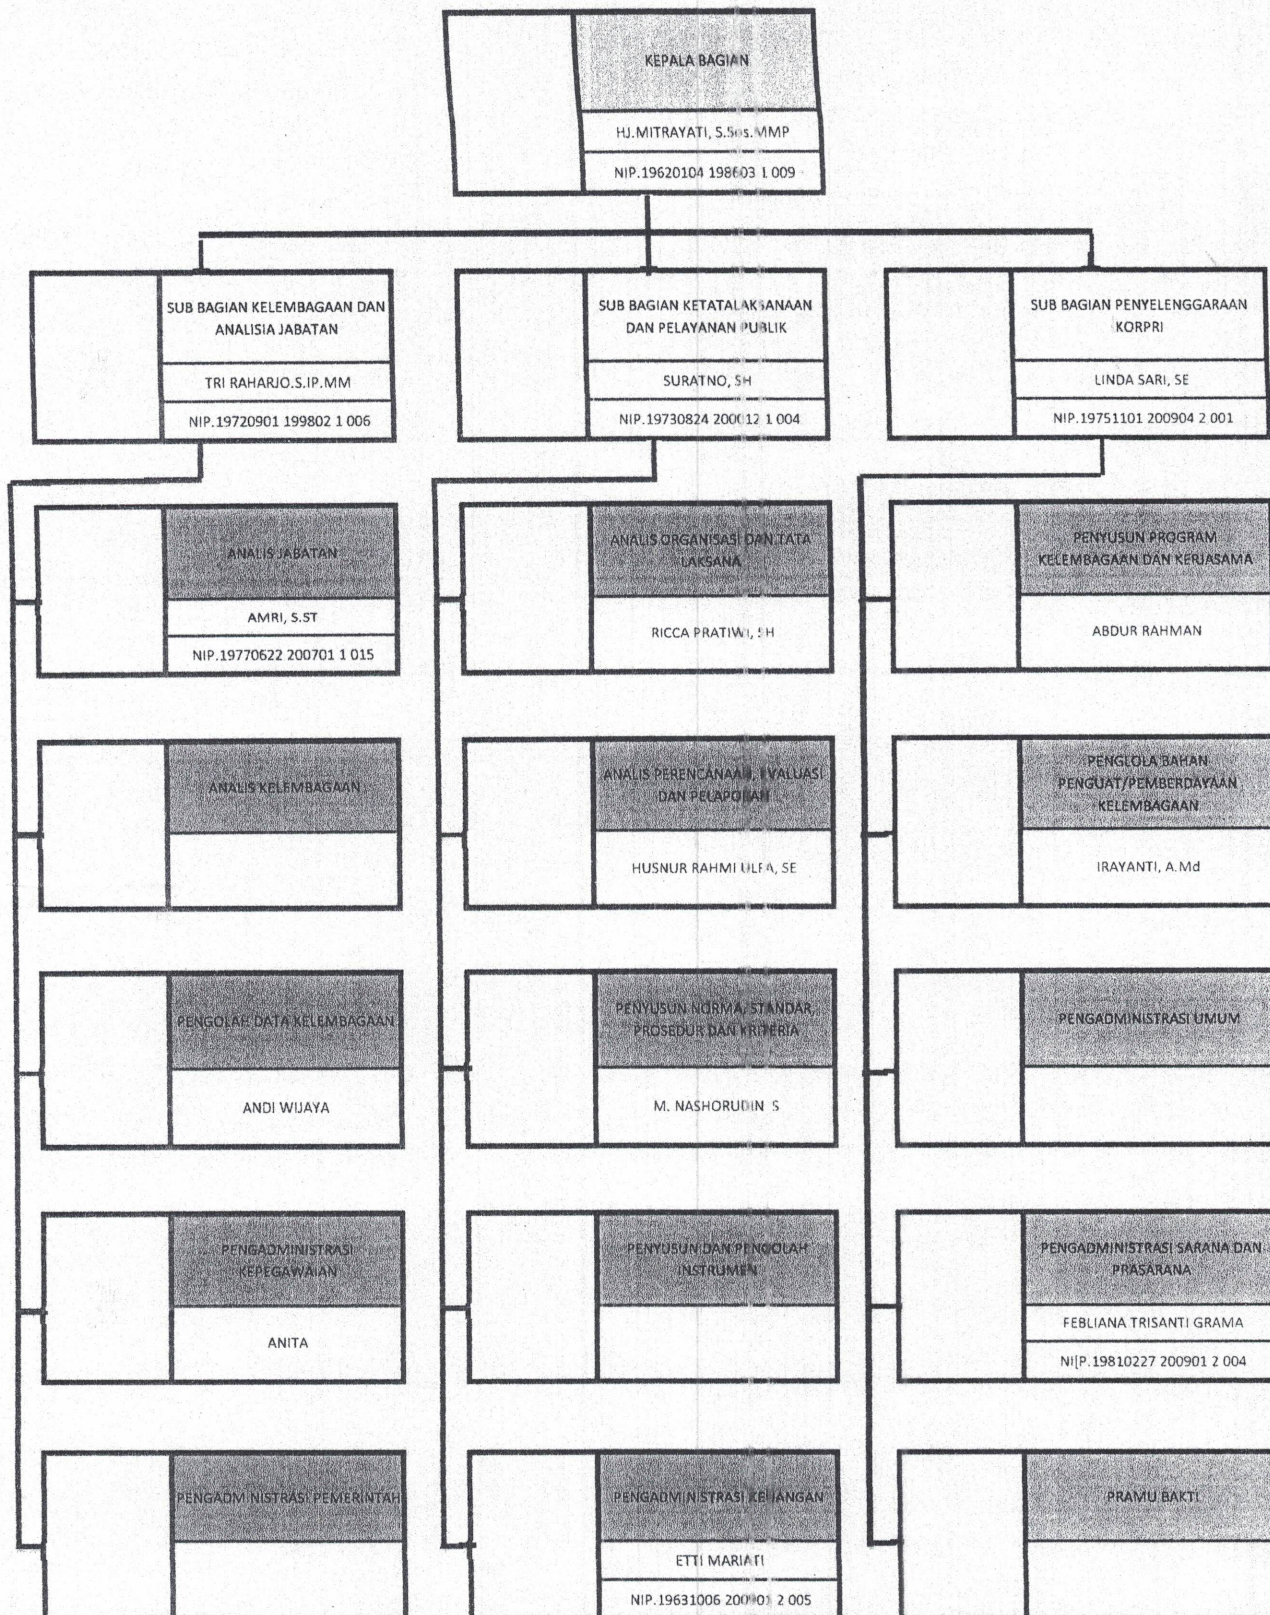 KEPALA BAGIAN
HJ.MITRAYATI, S.Sos.MMP
NIP.19620104 198603 1 009
SUB BAGIAN KELEMBAGAAN DAN
ANALISIA JABATAN
TRI RAHARJO.S.IP.MM
NIP.19720901 199802 1 006
SUB BAGIAN KETATALAKSANAAN
DAN PELAYANAN PUBLIK
SURATNO, SH
NIP.19730824 200012 1 004
SUB BAGIAN PENYELENGGARAAN
KORPRI
LINDA SARI, SE
NIP.19751101 200904 2 001
ANALIS JABATAN
AMRI, S.ST
NIP.19770622 200701 1 015
ANALIS ORGANISASI DAN TATA
LAKSANA
RICCA PRATIWI, SH
PENYUSUN PROGRAM
KELEMBAGAAN DAN KERJASAMA
ABDUR RAHMAN
ANALIS KELEMBAGAAN
ANALIS PERENCANAAN, EVALUASI
DAN PELAPORAN
HUSNUR RAHMI ULFA, SE
PENGLOLA BAHAN
PENGUAT/PEMBERDAYAAN
KELEMBAGAAN
IRAYANTI, A.Md
PENGOLAH DATA KELEMBAGAAN
ANDI WIJAYA
PENYUSUN NORMA, STANDAR,
PROSEDUR DAN KRITERIA
M. NASHORUDIN S
PENGADMINISTRASI UMUM
PENGADMINISTRASI
KEPEGAWAIAN
ANITA
PENYUSUN DAN PENGOLAH
INSTRUMEN
PENGADMINISTRASI SARANA DAN
PRASARANA
FEBLIANA TRISANTI GRAMA
NI[P.19810227 200901 2 004
PENGADMINISTRASI PEMERINTAH
PENGADMINISTRASI KEUANGAN
ETTI MARIATI
NIP.19631006 200701 2 005
PRAMU BAKTI